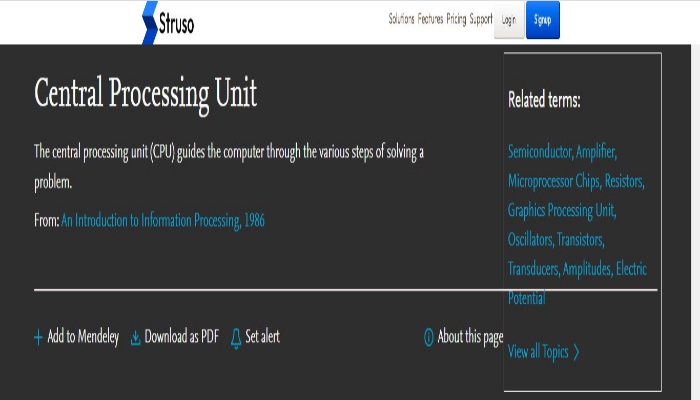 Struso
Solutions Features Pricing Support Login Signup
Central Processing Unit
The central processing unit (CPU) guides the computer through the various steps of solving a
problem.
From: An Introduction to Information Processing, 1986
Add to Mendeley Download as PDF Set alert About this page
Related terms:
Semiconductor, Amplifier,
Microprocessor Chips, Resistors,
Graphics Processing Unit,
Oscillators, Transistors,
Transducers, Amplitudes, Electric
Potential
View all Topics